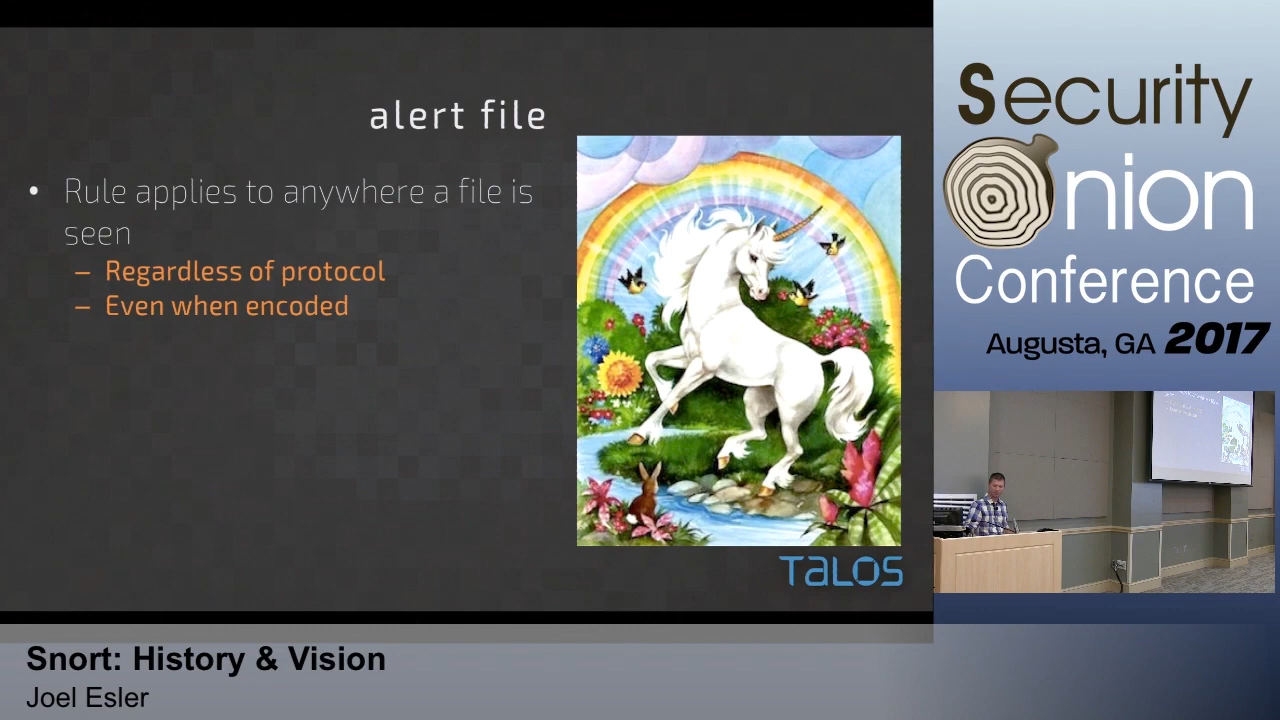 alert file
• Rule applies to anywhere a file is
seen
– Regardless of protocol
– Even when encoded
TALOS
Security
Onion
Conference
Augusta, GA 2017
Snort: History & Vision
Joel Esler